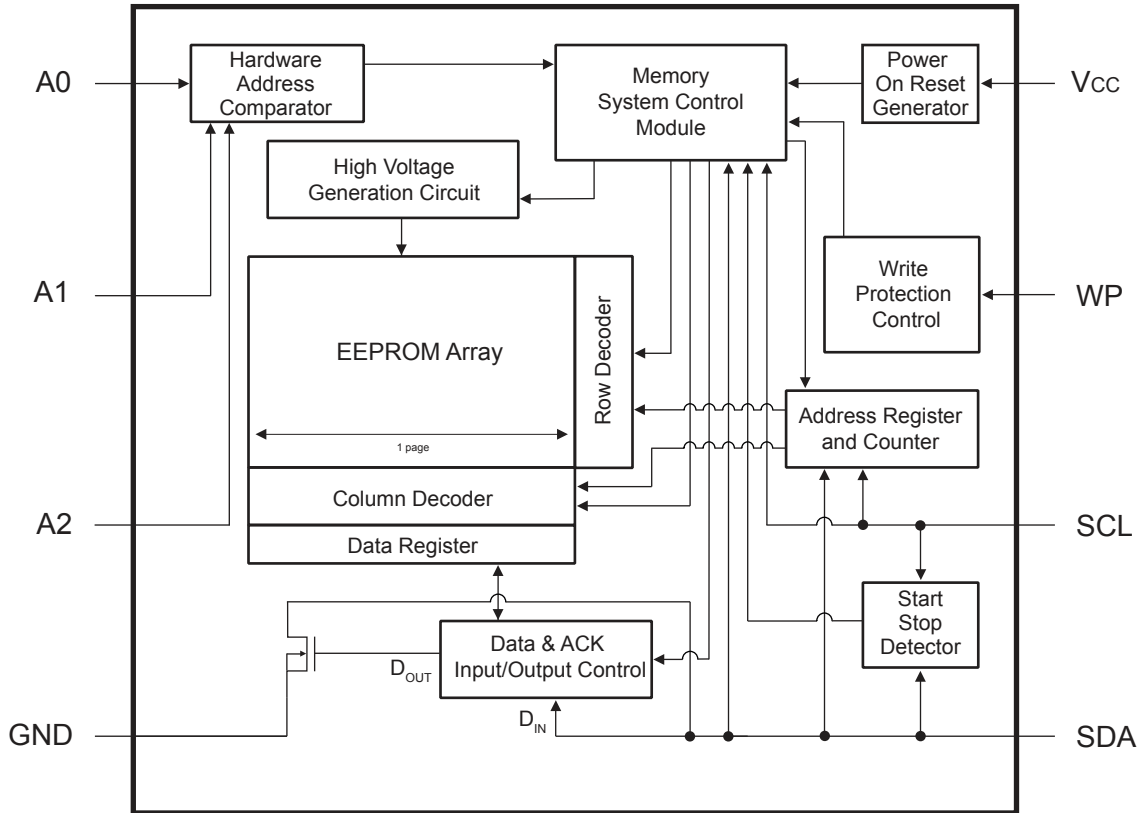 A0
Hardware
Address
Comparator
Memory
System Control
Module
Power
On Reset
Generator
VCC
High Voltage
Generation Circuit
A1
Write
Protection
Control
WP
EEPROM Array
Row Decoder
1 page
Address Register
and Counter
Column Decoder
A2
SCL
Data Register
Start
Stop
Detector
Data & ACK
Input/Output Control
DOUT
DIN
GND
SDA